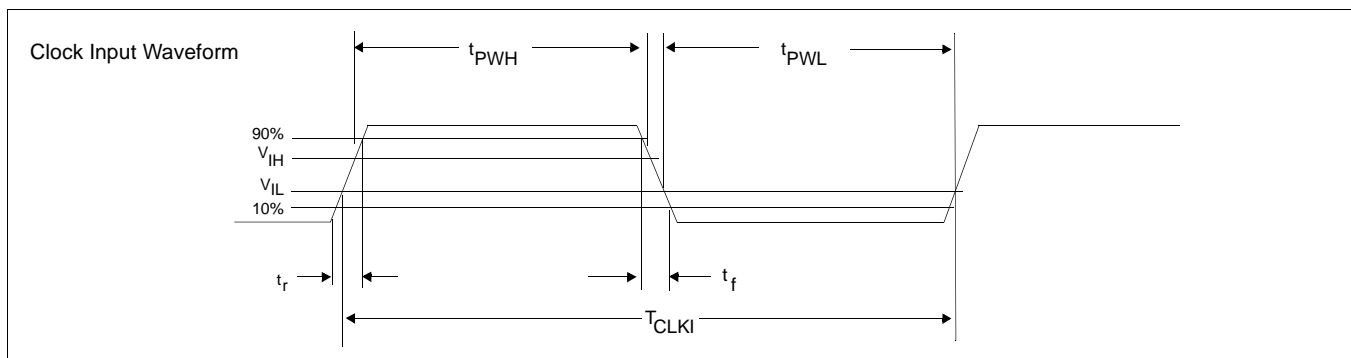 Clock Input Waveform
tPWH
tPWL
90%
VIH
VIL
10%
tr
tf
TCLKI